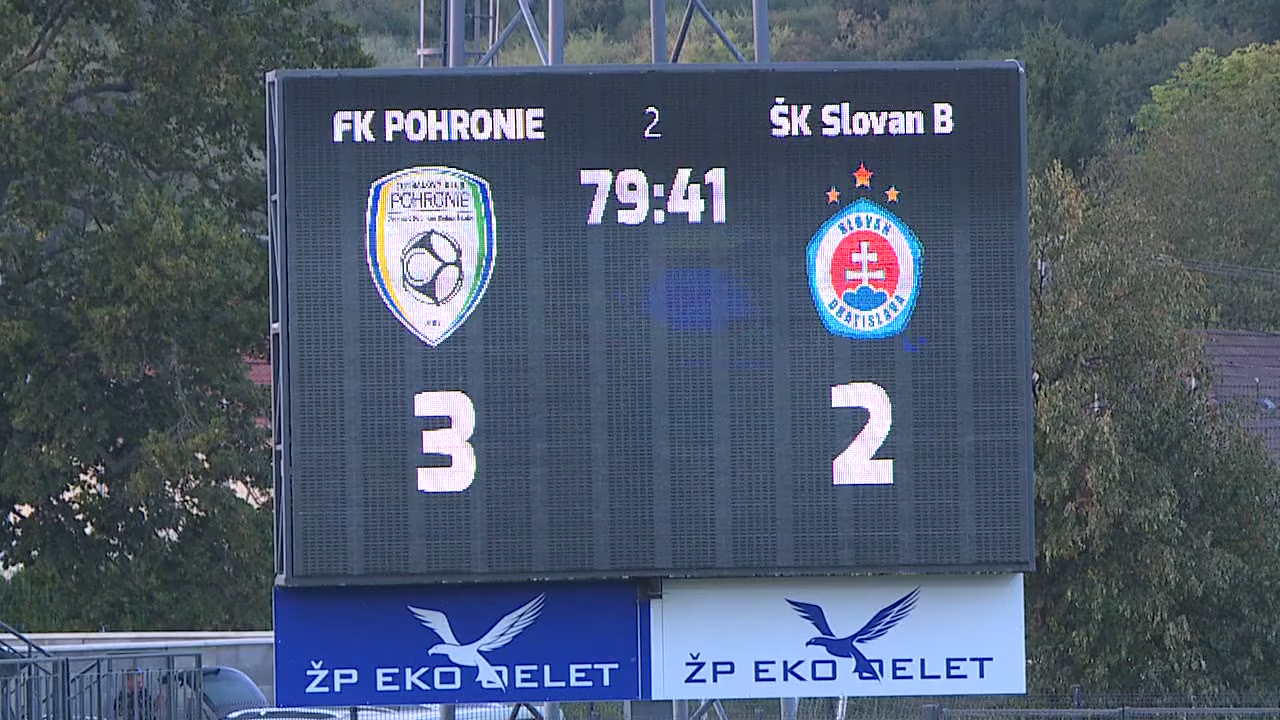 FK POHRONIE
2
ŠK Slovan B
79:41
POHRONIE
SLOVAN
BRATISLAVA
3
2
ŽP EKO QELET
ŽP EKO QELET